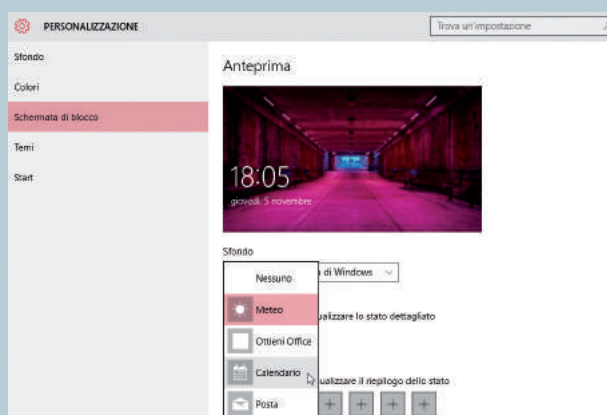 PERSONALIZZAZIONE
Trova un'impostazione
Sfondo
Colori
Schermata di blocco
Temi
Start
Anteprima
18:05
giovedì 5 novembre
Sfondo
di Windows
Nessuno
Meteo
ualizzare lo stato dettagliato
Ottieni Office
Calendario
ualizzare il riepilogo dello stato
Posta